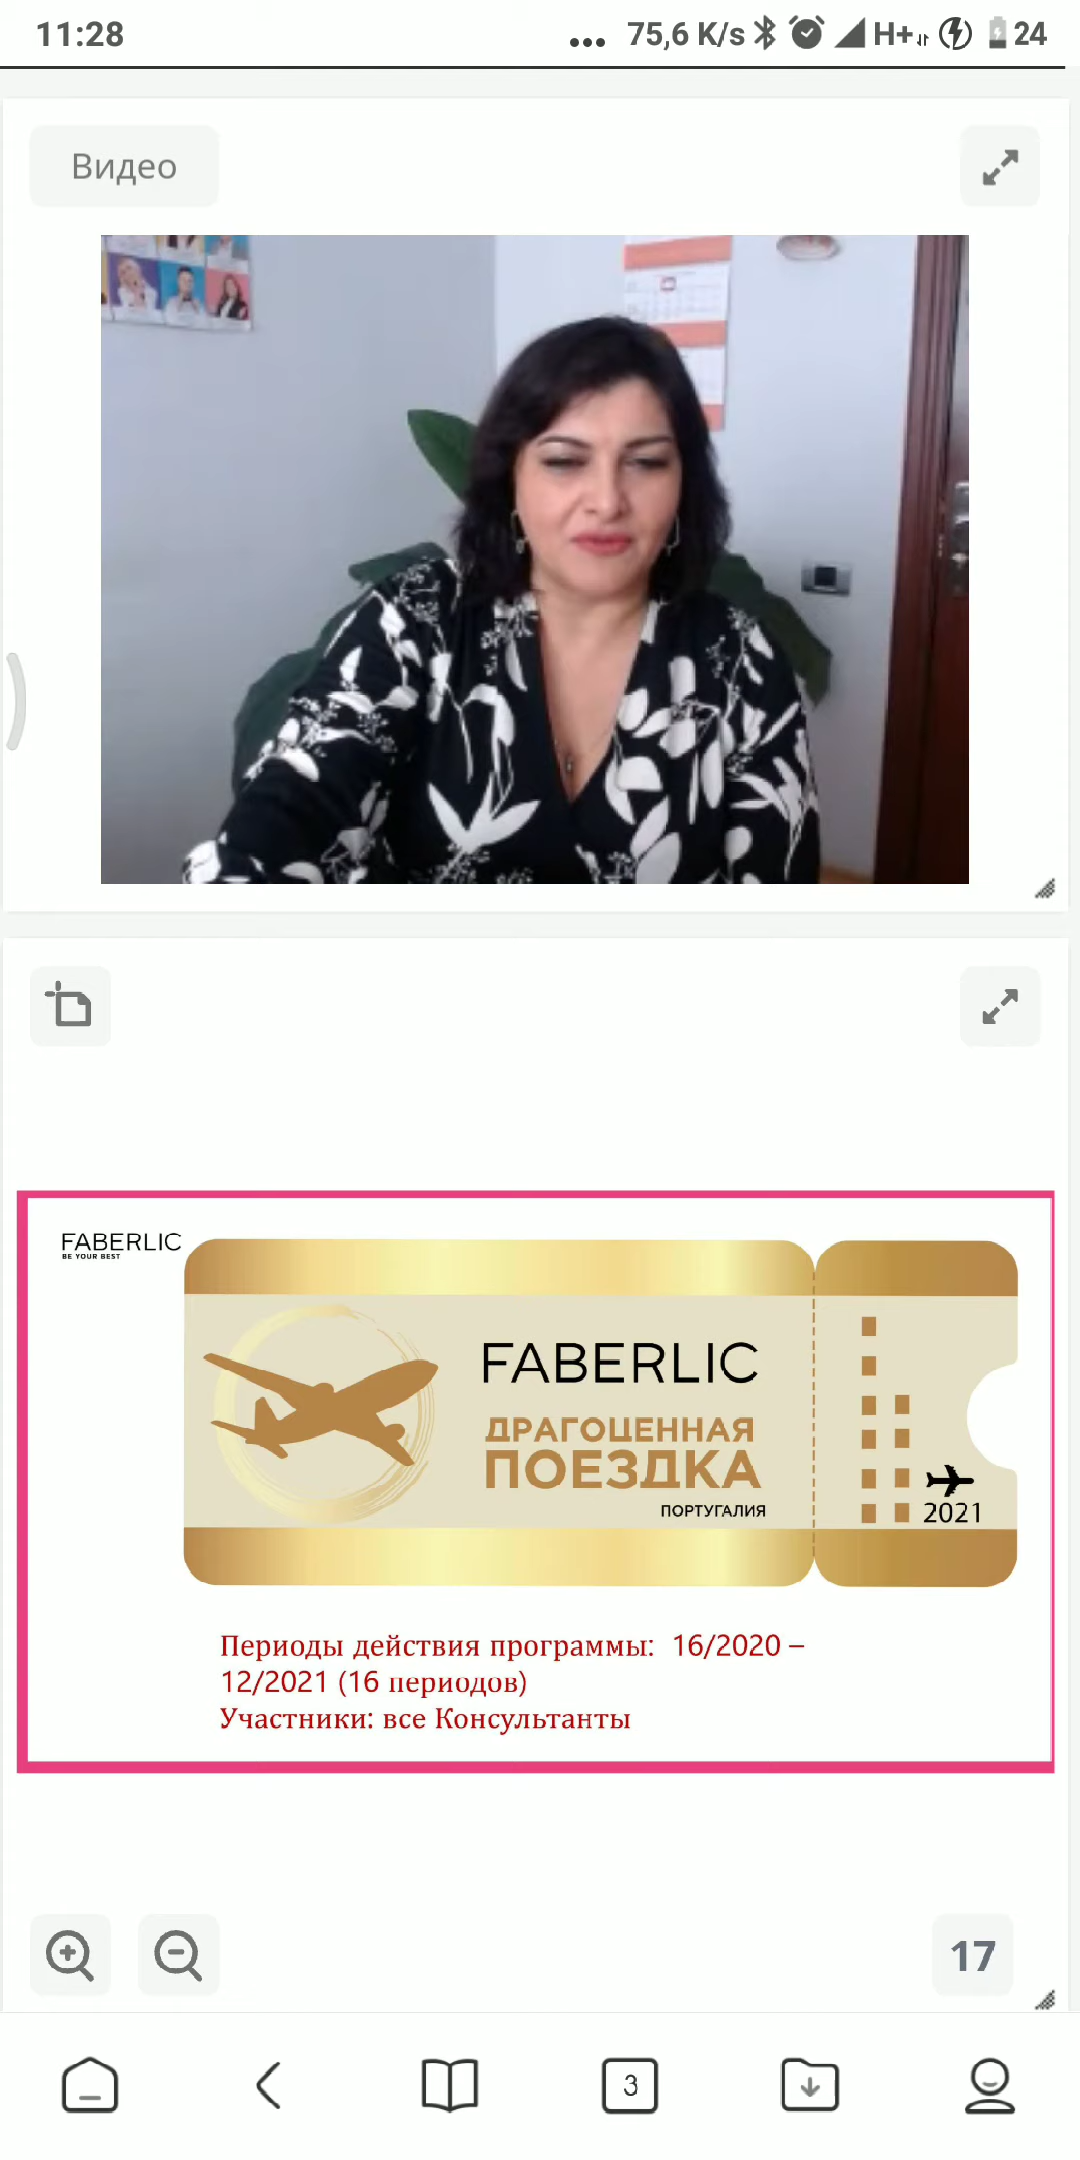 11:28
... 75,6 K/s H+ 24
Видео
FABERLIC
BE YOUR BEST
FABERLIC
ДРАГОЦЕННАЯ
ПОЕЗДКА
ПОРТУГАЛИЯ
2021
Периоды действия программы: 16/2020 –
12/2021 (16 периодов)
Участники: все Консультанты
17
3